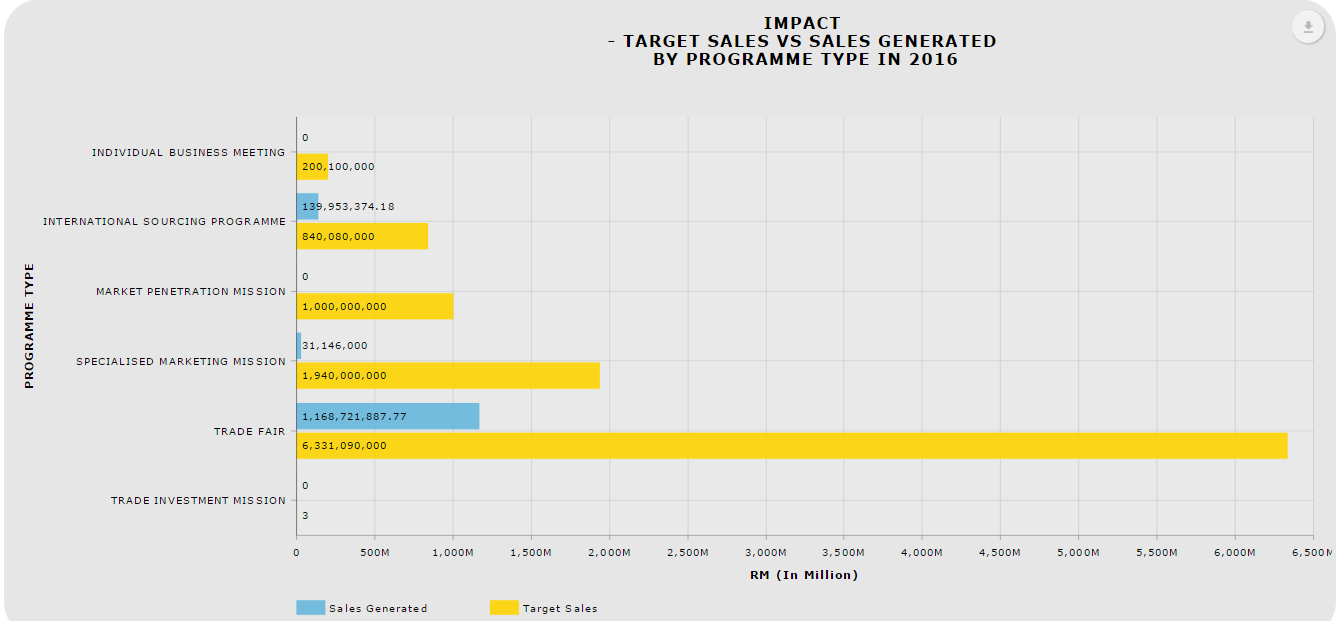 IMPACT
- TARGET SALES VS SALES GENERATED
BY PROGRAMME TYPE IN 2016
PROGRAMME TYPE
INDIVIDUAL BUSINESS MEETING
0
200,100,000
INTERNATIONAL SOURCING PROGRAMME
139,953,374.18
840,080,000
MARKET PENETRATION MISSION
0
1,000,000,000
SPECIALISED MARKETING MISSION
31,146,000
1,940,000,000
TRADE FAIR
1,168,721,887.77
6,331,090,000
TRADE INVESTMENT MISSION
0
3
0 500M 1,000M 1,500M 2,000M 2,500M 3,000M 3,500M 4,000M 4,500M 5,000M 5,500M 6,000M 6,500M
RM (In Million)
Sales Generated Target Sales